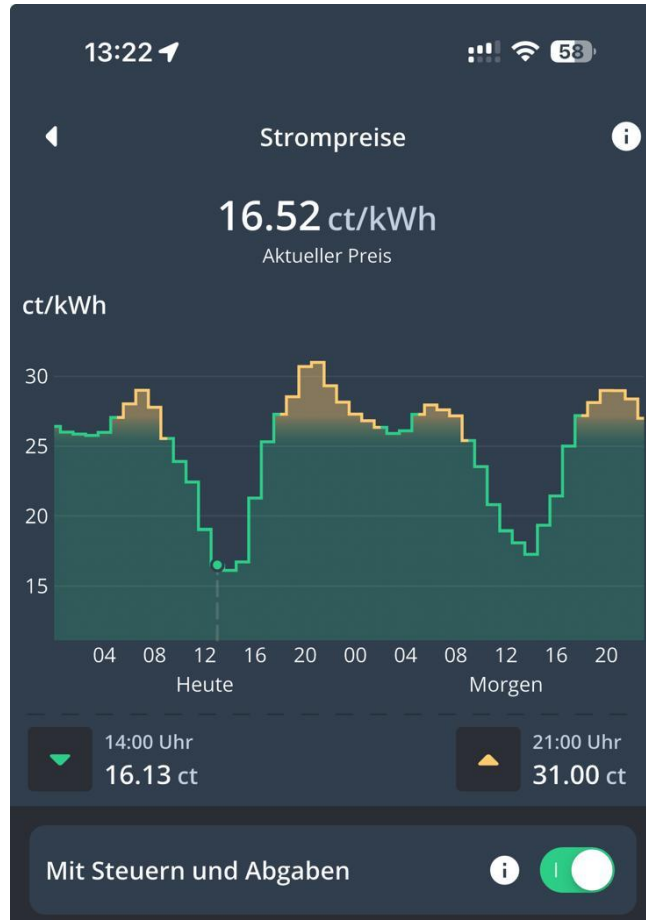 13:22
58
Strompreise
16.52 ct/kWh
Aktueller Preis
ct/kWh
30
25
20
15
04 08 12 16 20 00 04 08 12 16 20
Heute Morgen
14:00 Uhr 21:00 Uhr
16.13 ct 31.00 ct
Mit Steuern und Abgaben